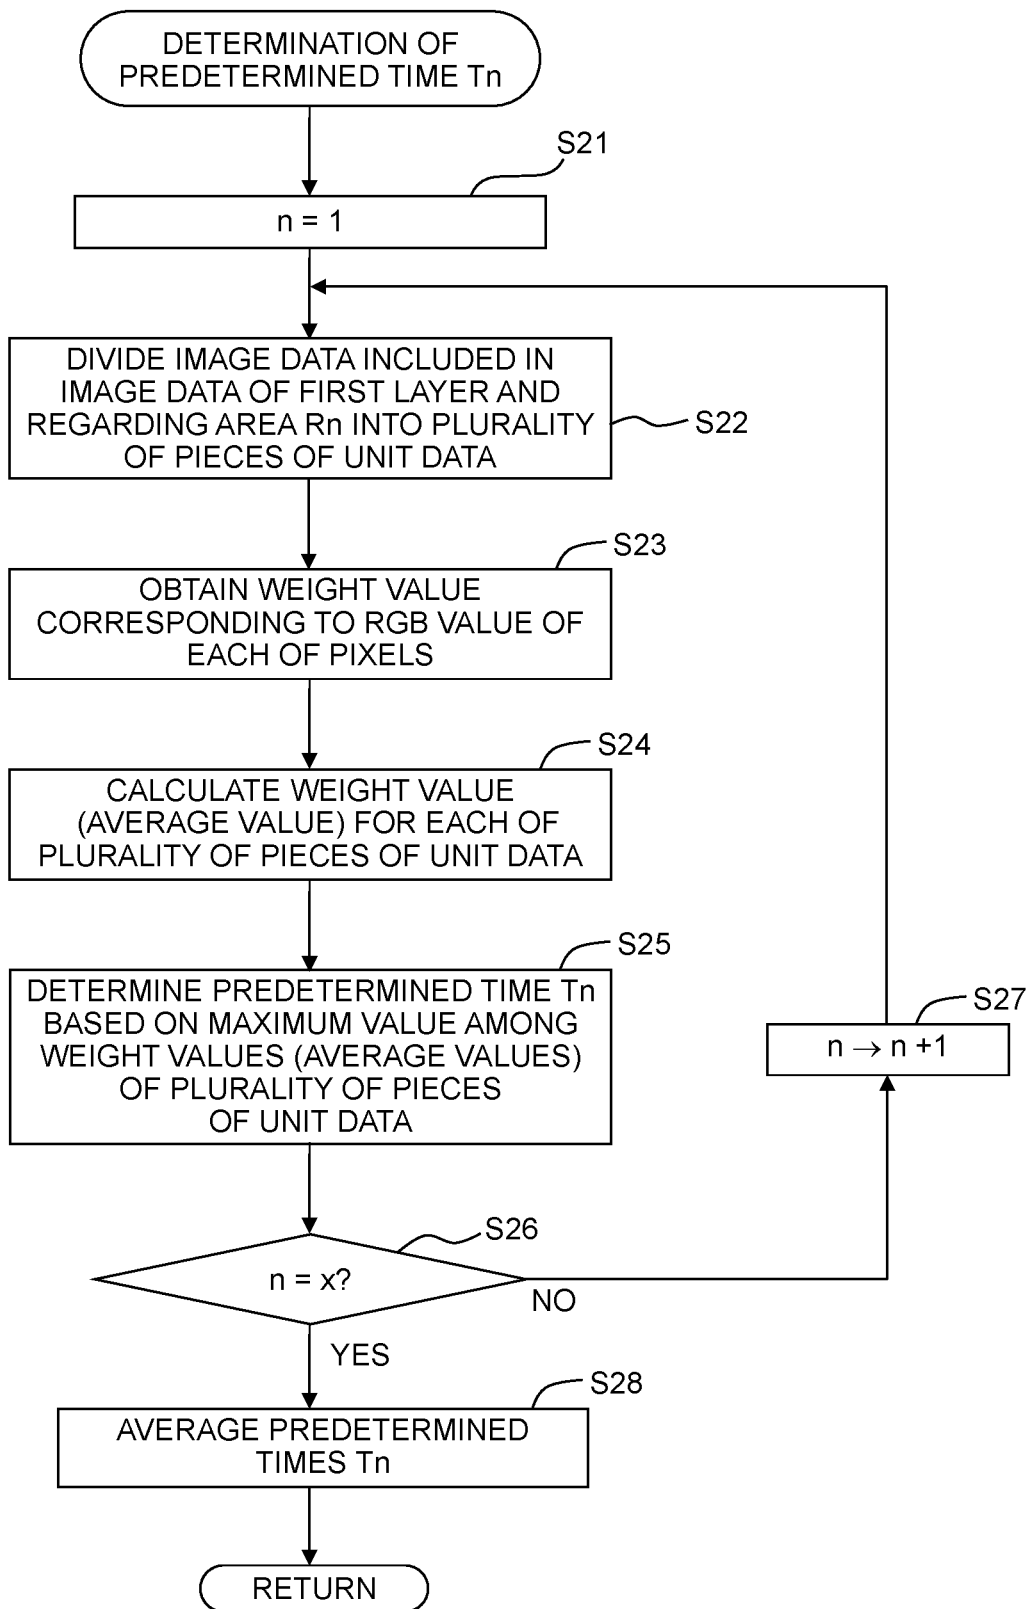 DETERMINATION OF
PREDETERMINED TIME Tn
S21
n = 1
DIVIDE IMAGE DATA INCLUDED IN
IMAGE DATA OF FIRST LAYER AND
REGARDING AREA Rn INTO PLURALITY
OF PIECES OF UNIT DATA
S22
S23
OBTAIN WEIGHT VALUE
CORRESPONDING TO RGB VALUE OF
EACH OF PIXELS
S24
CALCULATE WEIGHT VALUE
(AVERAGE VALUE) FOR EACH OF
PLURALITY OF PIECES OF UNIT DATA
S25
DETERMINE PREDETERMINED TIME Tn
BASED ON MAXIMUM VALUE AMONG
WEIGHT VALUES (AVERAGE VALUES)
OF PLURALITY OF PIECES
OF UNIT DATA
S27
n → n +1
S26
n = x?
NO
YES
S28
AVERAGE PREDETERMINED
TIMES Tn
RETURN